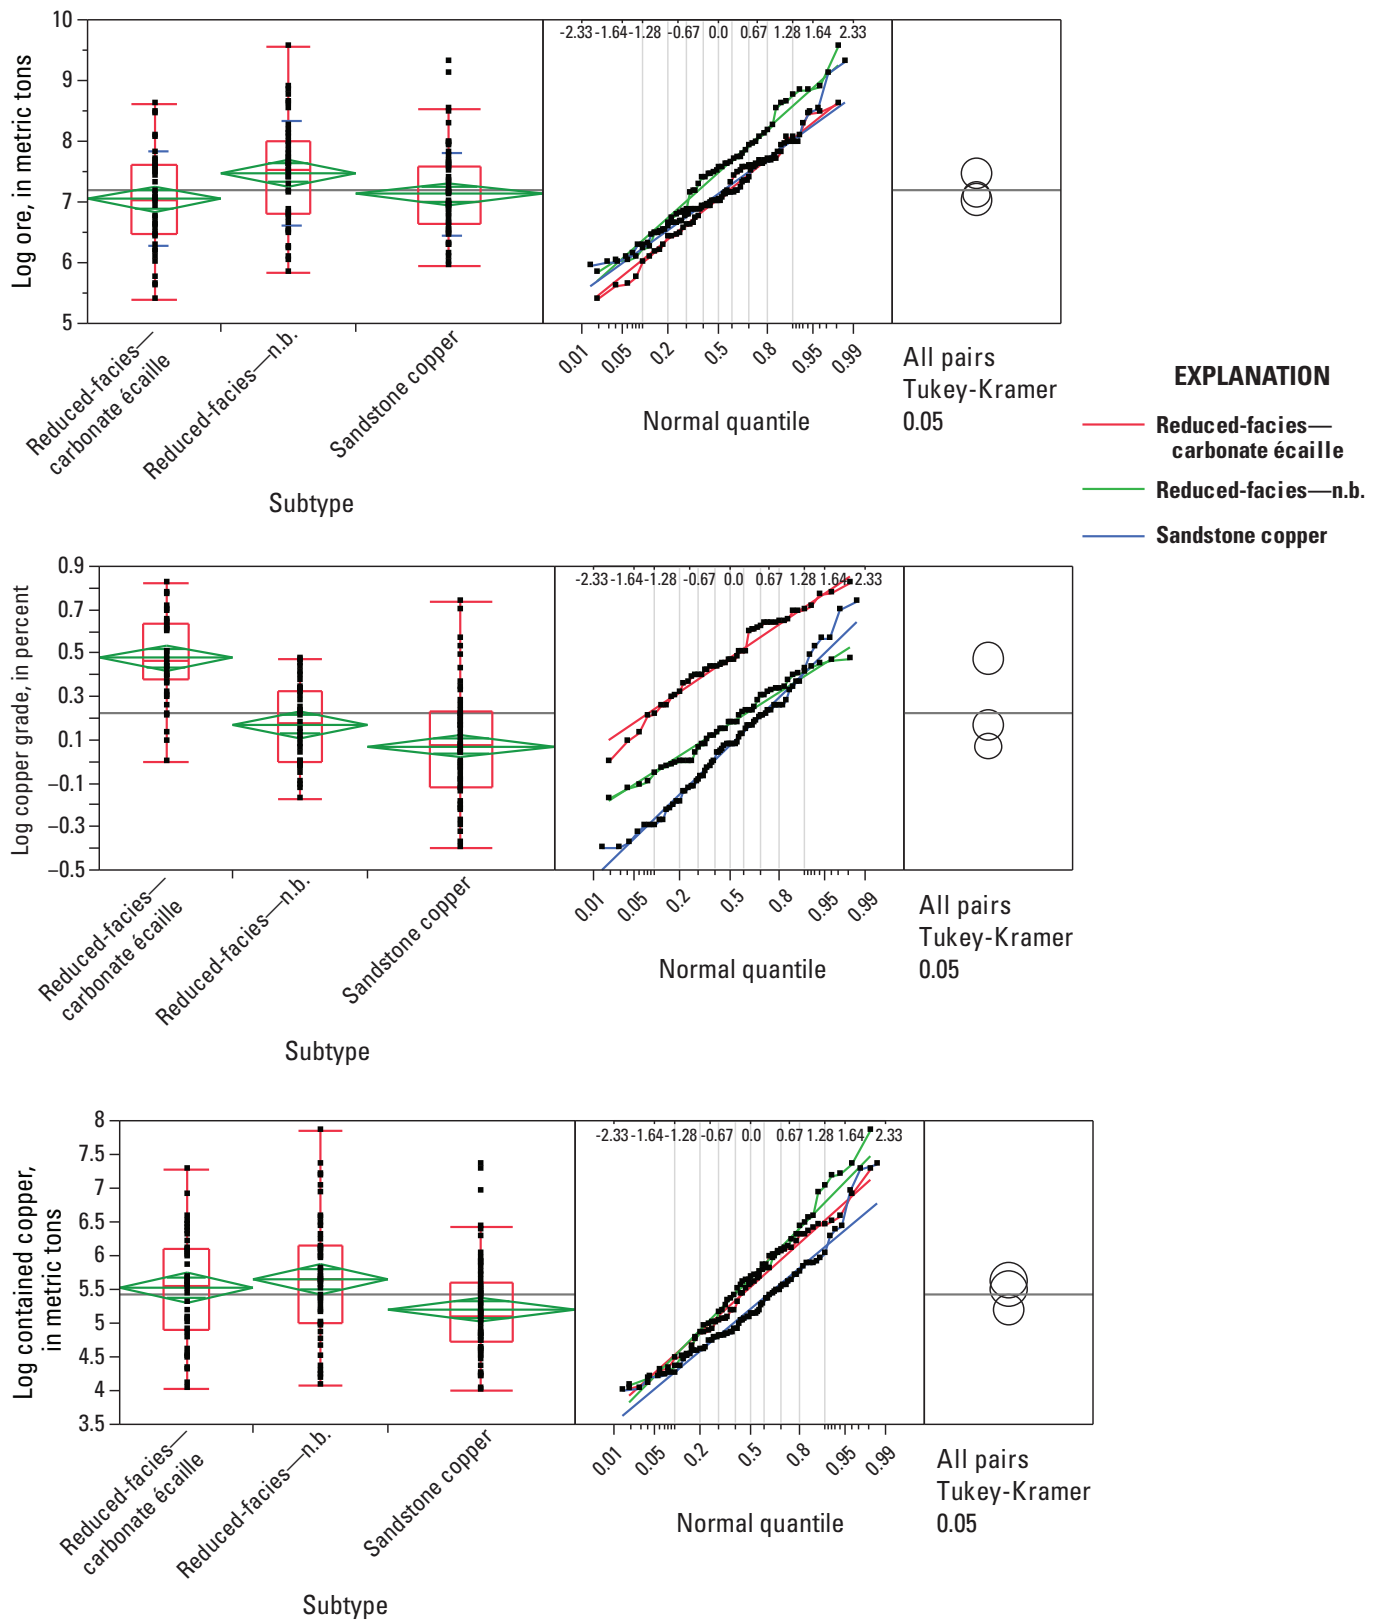 Log ore, in metric tons
10
9
8
7
6
5
-2.33 -1.64 -1.28 -0.67 0.0 0.67 1.28 1.64 2.33
Reduced-facies—
carbonate écaille
Reduced-facies—n.b.
Sandstone copper
Subtype
0.01 0.05 0.2 0.5 0.8 0.95 0.99
Normal quantile
All pairs
Tukey-Kramer
0.05
EXPLANATION
Reduced-facies—
carbonate écaille
Reduced-facies—n.b.
Sandstone copper
Log copper grade, in percent
0.9
0.7
0.5
0.3
0.1
−0.1
−0.3
−0.5
-2.33 -1.64 -1.28 -0.67 0.0 0.67 1.28 1.64 2.33
Reduced-facies—
carbonate écaille
Reduced-facies—n.b.
Sandstone copper
Subtype
0.01 0.05 0.2 0.5 0.8 0.95 0.99
Normal quantile
All pairs
Tukey-Kramer
0.05
Log contained copper,
in metric tons
8
7.5
7
6.5
6
5.5
5
4.5
4
3.5
-2.33 -1.64 -1.28 -0.67 0.0 0.67 1.28 1.64 2.33
Reduced-facies—
carbonate écaille
Reduced-facies—n.b.
Sandstone copper
Subtype
0.01 0.05 0.2 0.5 0.8 0.95 0.99
Normal quantile
All pairs
Tukey-Kramer
0.05